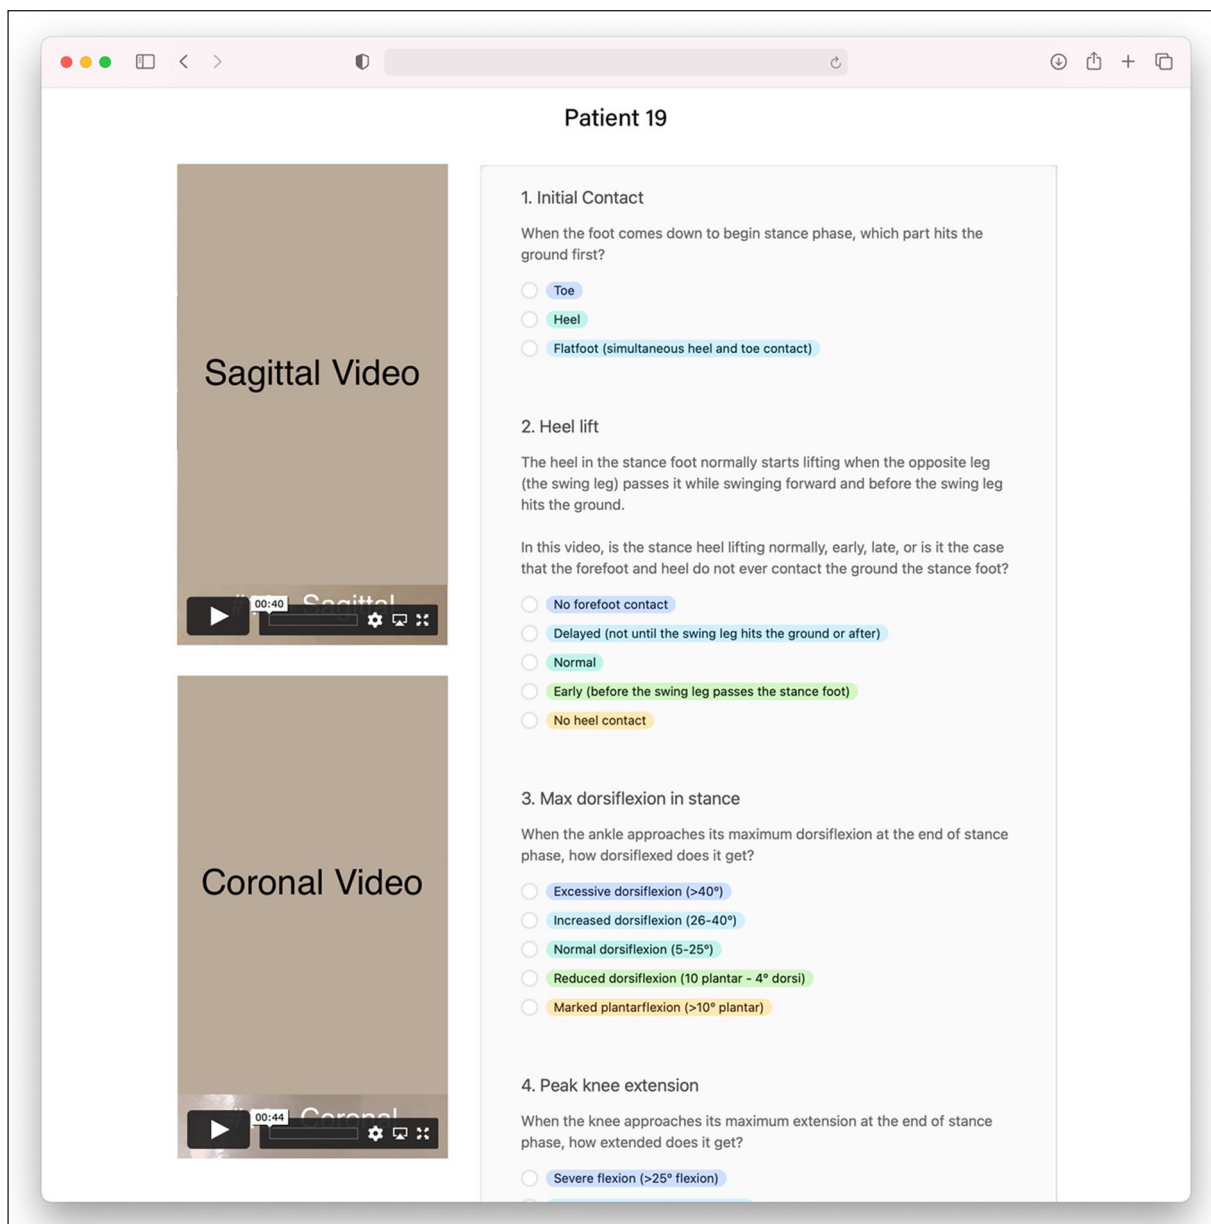 Patient 19
Sagittal Video
00:40
Sagittal
Coronal Video
00:44
Coronal
1. Initial Contact
When the foot comes down to begin stance phase, which part hits the
ground first?
Toe
Heel
Flatfoot (simultaneous heel and toe contact)
2. Heel lift
The heel in the stance foot normally starts lifting when the opposite leg
(the swing leg) passes it while swinging forward and before the swing leg
hits the ground.
In this video, is the stance heel lifting normally, early, late, or is it the case
that the forefoot and heel do not ever contact the ground the stance foot?
No forefoot contact
Delayed (not until the swing leg hits the ground or after)
Normal
Early (before the swing leg passes the stance foot)
No heel contact
3. Max dorsiflexion in stance
When the ankle approaches its maximum dorsiflexion at the end of stance
phase, how dorsiflexed does it get?
Excessive dorsiflexion (>40°)
Increased dorsiflexion (26-40°)
Normal dorsiflexion (5-25°)
Reduced dorsiflexion (10 plantar - 4° dorsi)
Marked plantarflexion (>10° plantar)
4. Peak knee extension
When the knee approaches its maximum extension at the end of stance
phase, how extended does it get?
Severe flexion (>25° flexion)